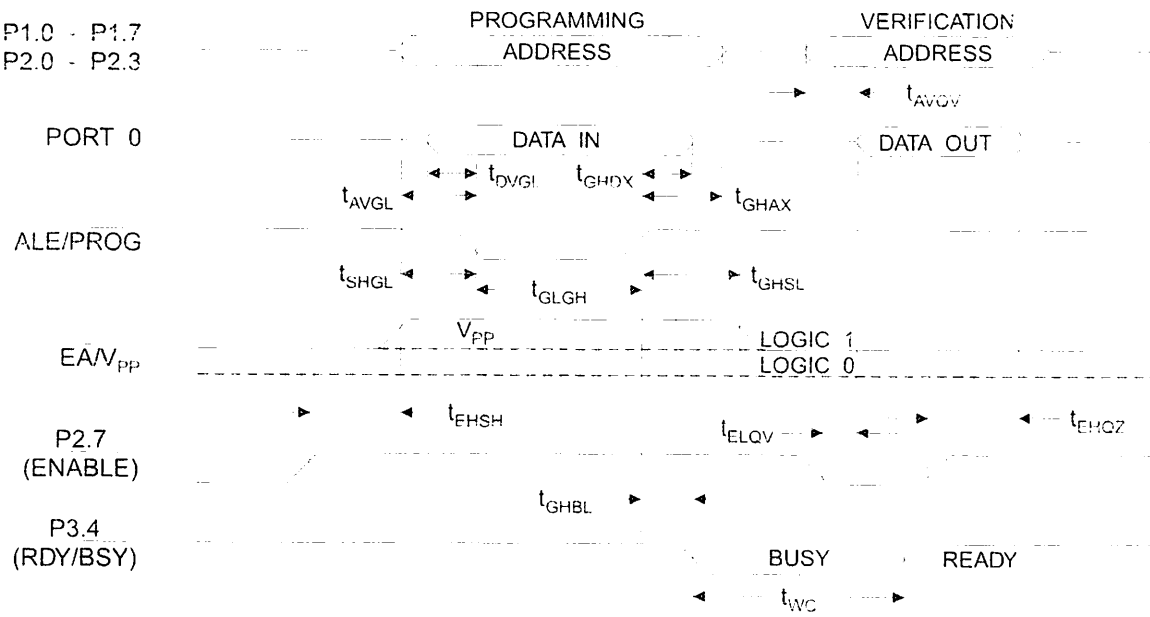 PROGRAMMING VERIFICATION
P1.0 - P1.7
P2.0 - P2.3
ADDRESS ADDRESS
tAVQV
PORT 0 DATA IN DATA OUT
tDVGL tGHDX
tAVGL tGHAX
ALE/PROG
tSHGL tGHSL
tGLGH
VPP
LOGIC 1
EA/VPP
LOGIC 0
tEHSH tELQV tEHQZ
P2.7
(ENABLE)
tGHBL
P3.4
(RDY/BSY) BUSY READY
tWC